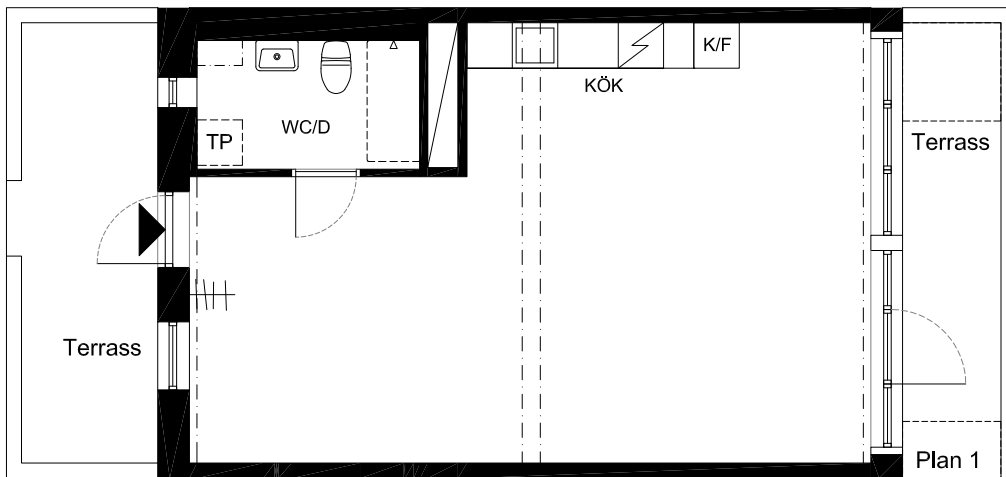 K/F
KÖK
TP
WC/D
Terrass
Terrass
Plan 1